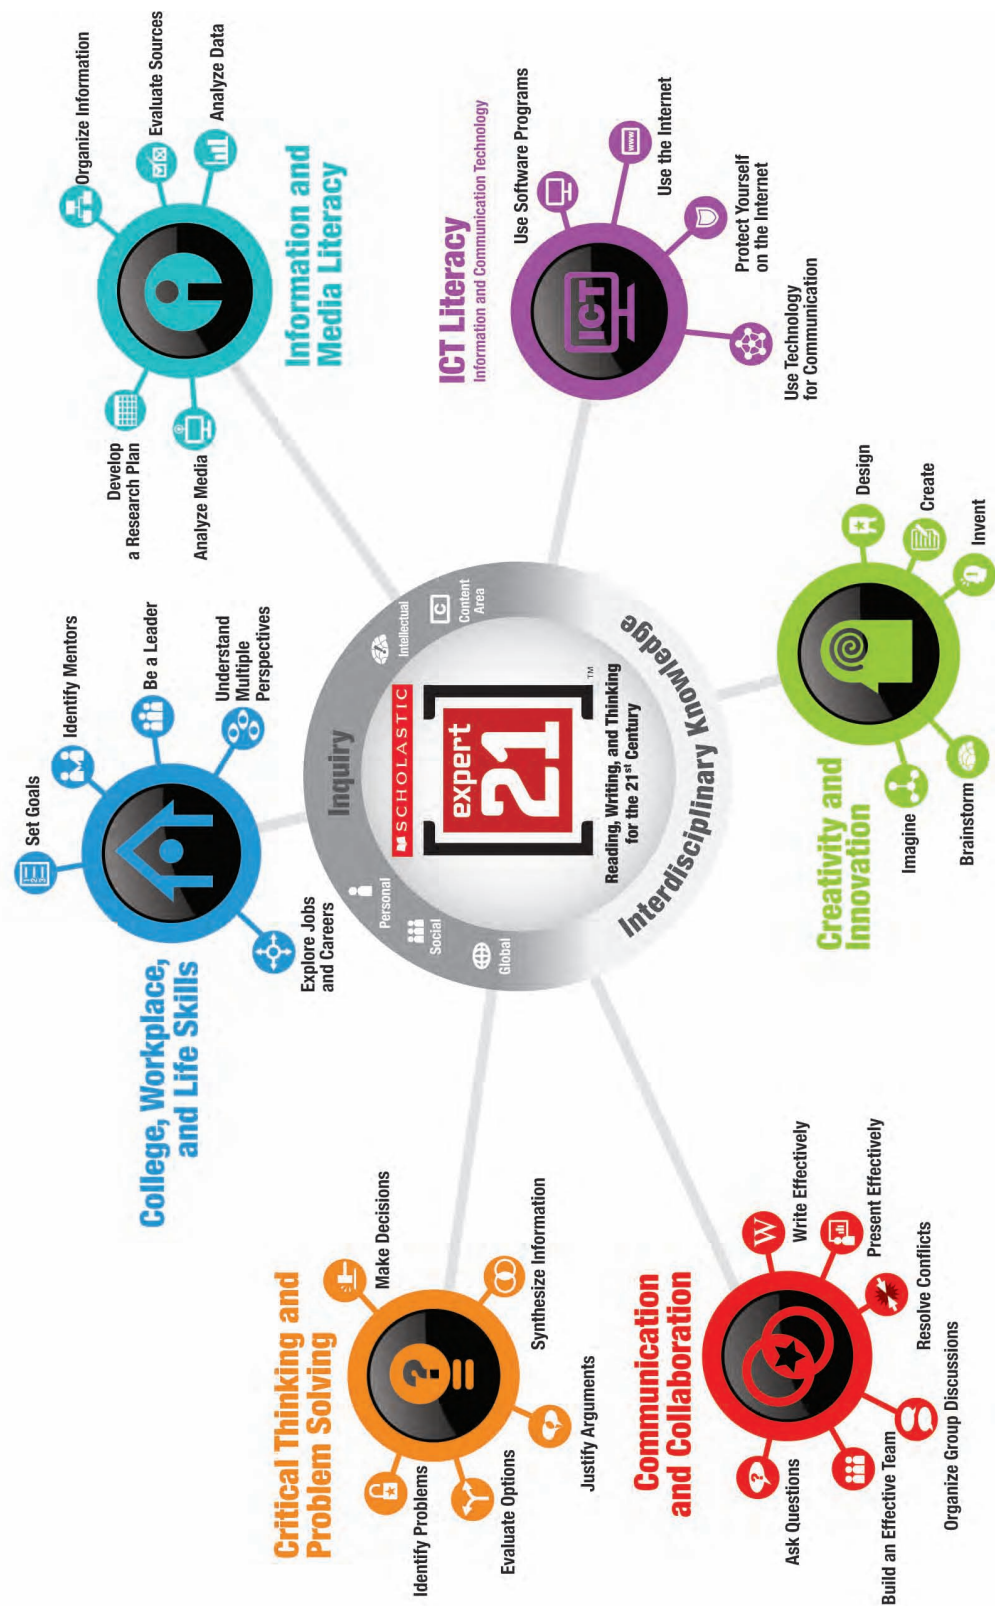 College, Workplace,
and Life Skills
Set Goals
Identify Mentors
Be a Leader
Understand
Multiple
Perspectives
Explore Jobs
and Careers
Information and
Media Literacy
Develop
a Research Plan
Organize Information
Evaluate Sources
Analyze Data
Analyze Media
Critical Thinking and
Problem Solving
Make Decisions
Identify Problems
Evaluate Options
Synthesize Information
Justify Arguments
Inquiry
Personal
Social
Global
Intellectual
C
Content
Area
SCHOLASTIC
expert
21
TM
Reading, Writing, and Thinking
for the 21st Century
Interdisciplinary Knowledge
ICT Literacy
Information and Communication Technology
ICT
Use Software Programs
www
Use the Internet
Protect Yourself
on the Internet
Use Technology
for Communication
Communication
and Collaboration
Ask Questions
W
Write Effectively
Present Effectively
Resolve Conflicts
Build an Effective Team
Organize Group Discussions
Creativity and
Innovation
Imagine
Brainstorm
Design
Create
Invent